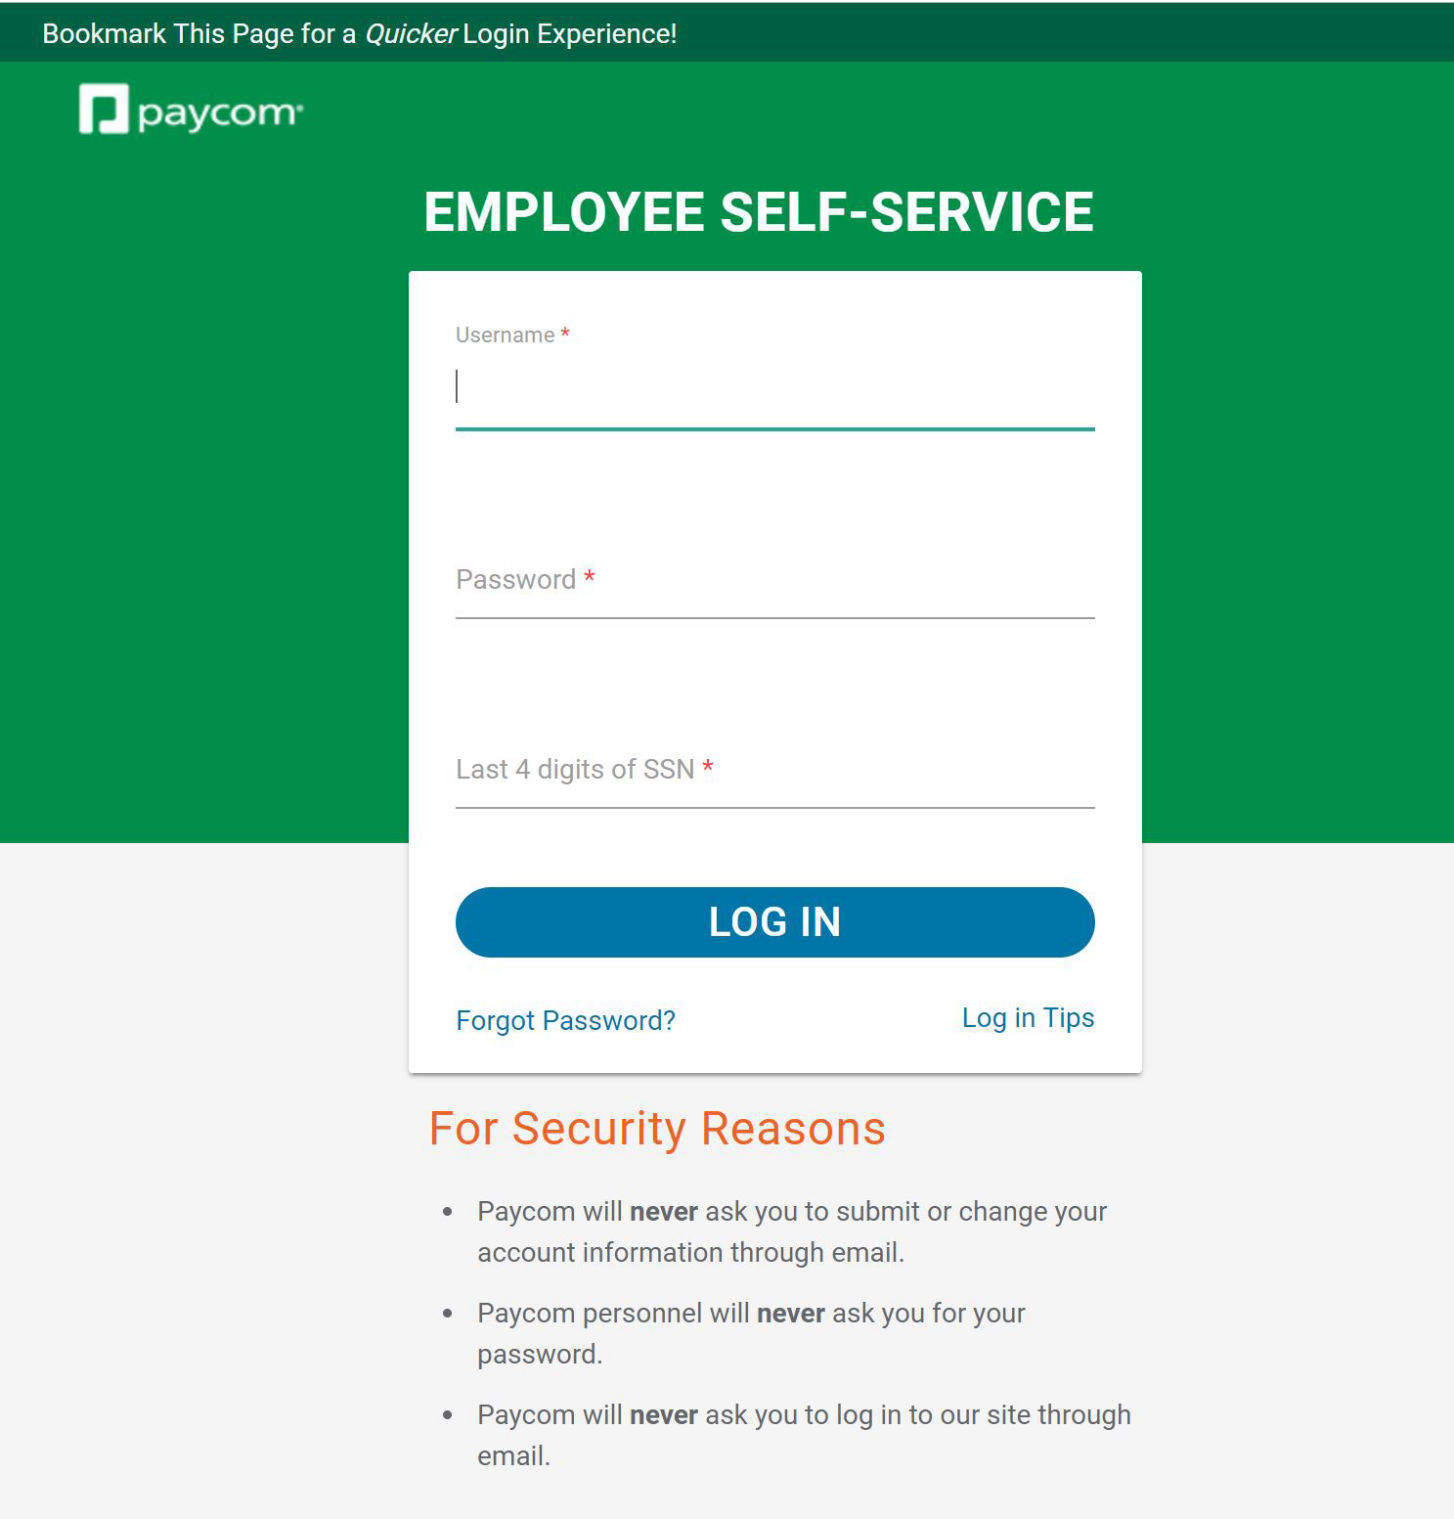 Bookmark This Page for a Quicker Login Experience!
paycom
EMPLOYEE SELF-SERVICE
Username *
Password *
Last 4 digits of SSN *
LOG IN
Forgot Password?
Log in Tips
For Security Reasons
• Paycom will never ask you to submit or change your
account information through email.
• Paycom personnel will never ask you for your
password.
• Paycom will never ask you to log in to our site through
email.